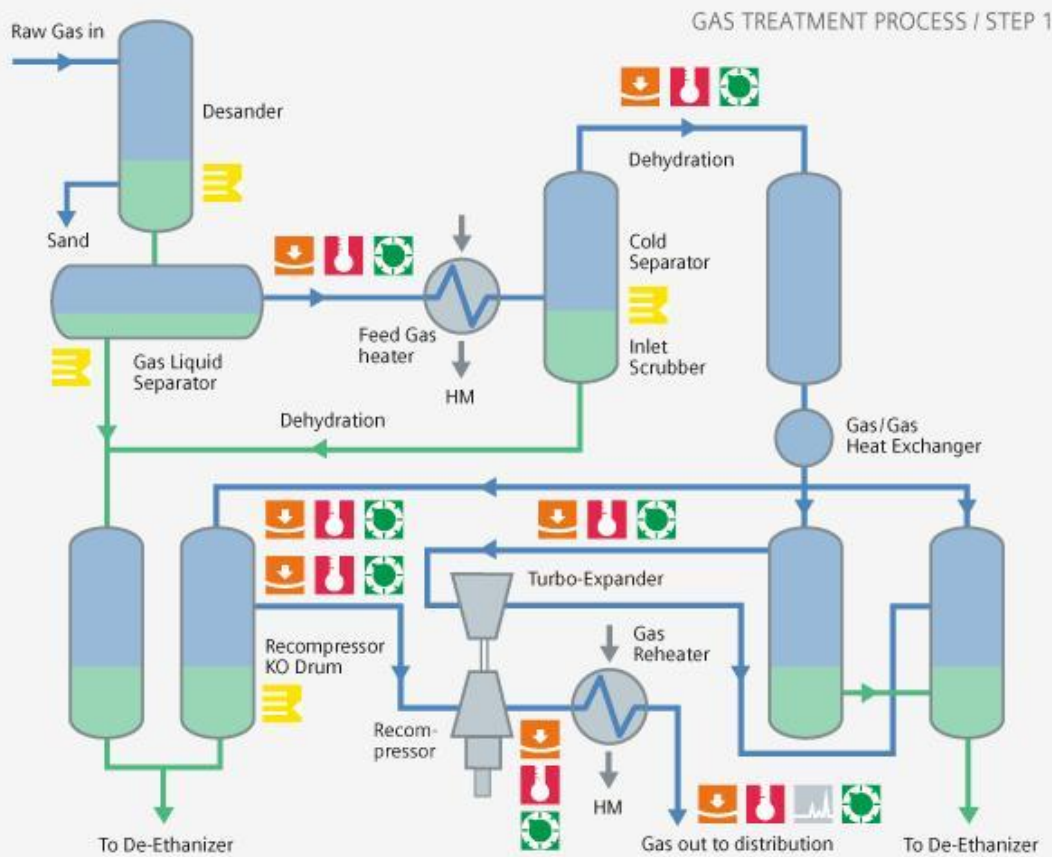 GAS TREATMENT PROCESS / STEP 1
Raw Gas in
Desander
Sand
Dehydration
Cold
Separator
Inlet
Scrubber
Feed Gas
heater
HM
Gas Liquid
Separator
Dehydration
Gas/Gas
Heat Exchanger
Turbo-Expander
Gas
Reheater
Recompressor
KO Drum
Recom-
pressor
HM
To De-Ethanizer
Gas out to distribution
To De-Ethanizer